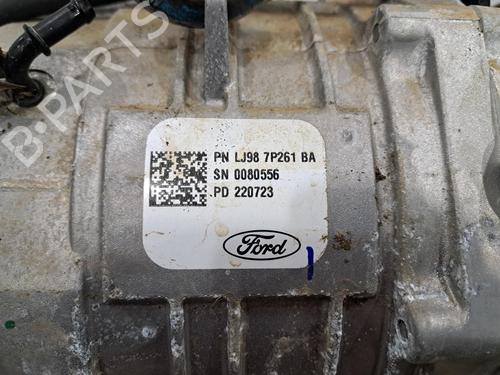 PN LJ98 7P261 BA
SN 0080556
PD 220723
Ford
B-PARTS